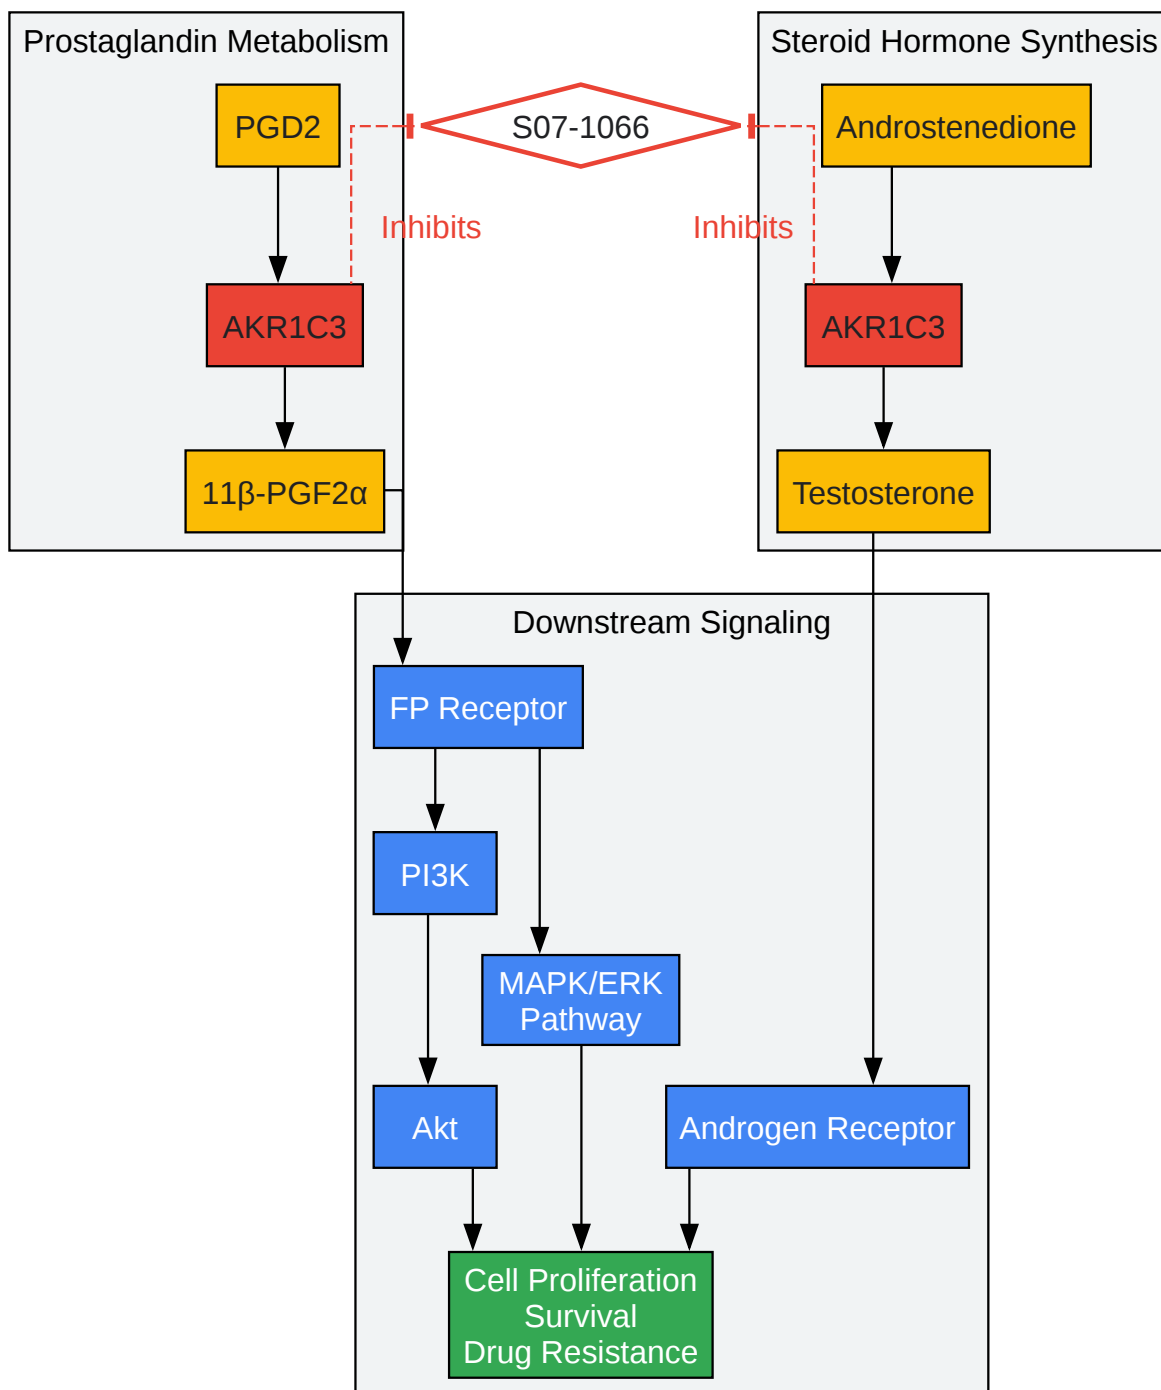 Prostaglandin Metabolism
Steroid Hormone Synthesis
PGD2
S07-1066
Androstenedione
Inhibits
Inhibits
AKR1C3
AKR1C3
11β-PGF2α
Testosterone
Downstream Signaling
FP Receptor
PI3K
MAPK/ERK
Pathway
Akt
Androgen Receptor
Cell Proliferation
Survival
Drug Resistance